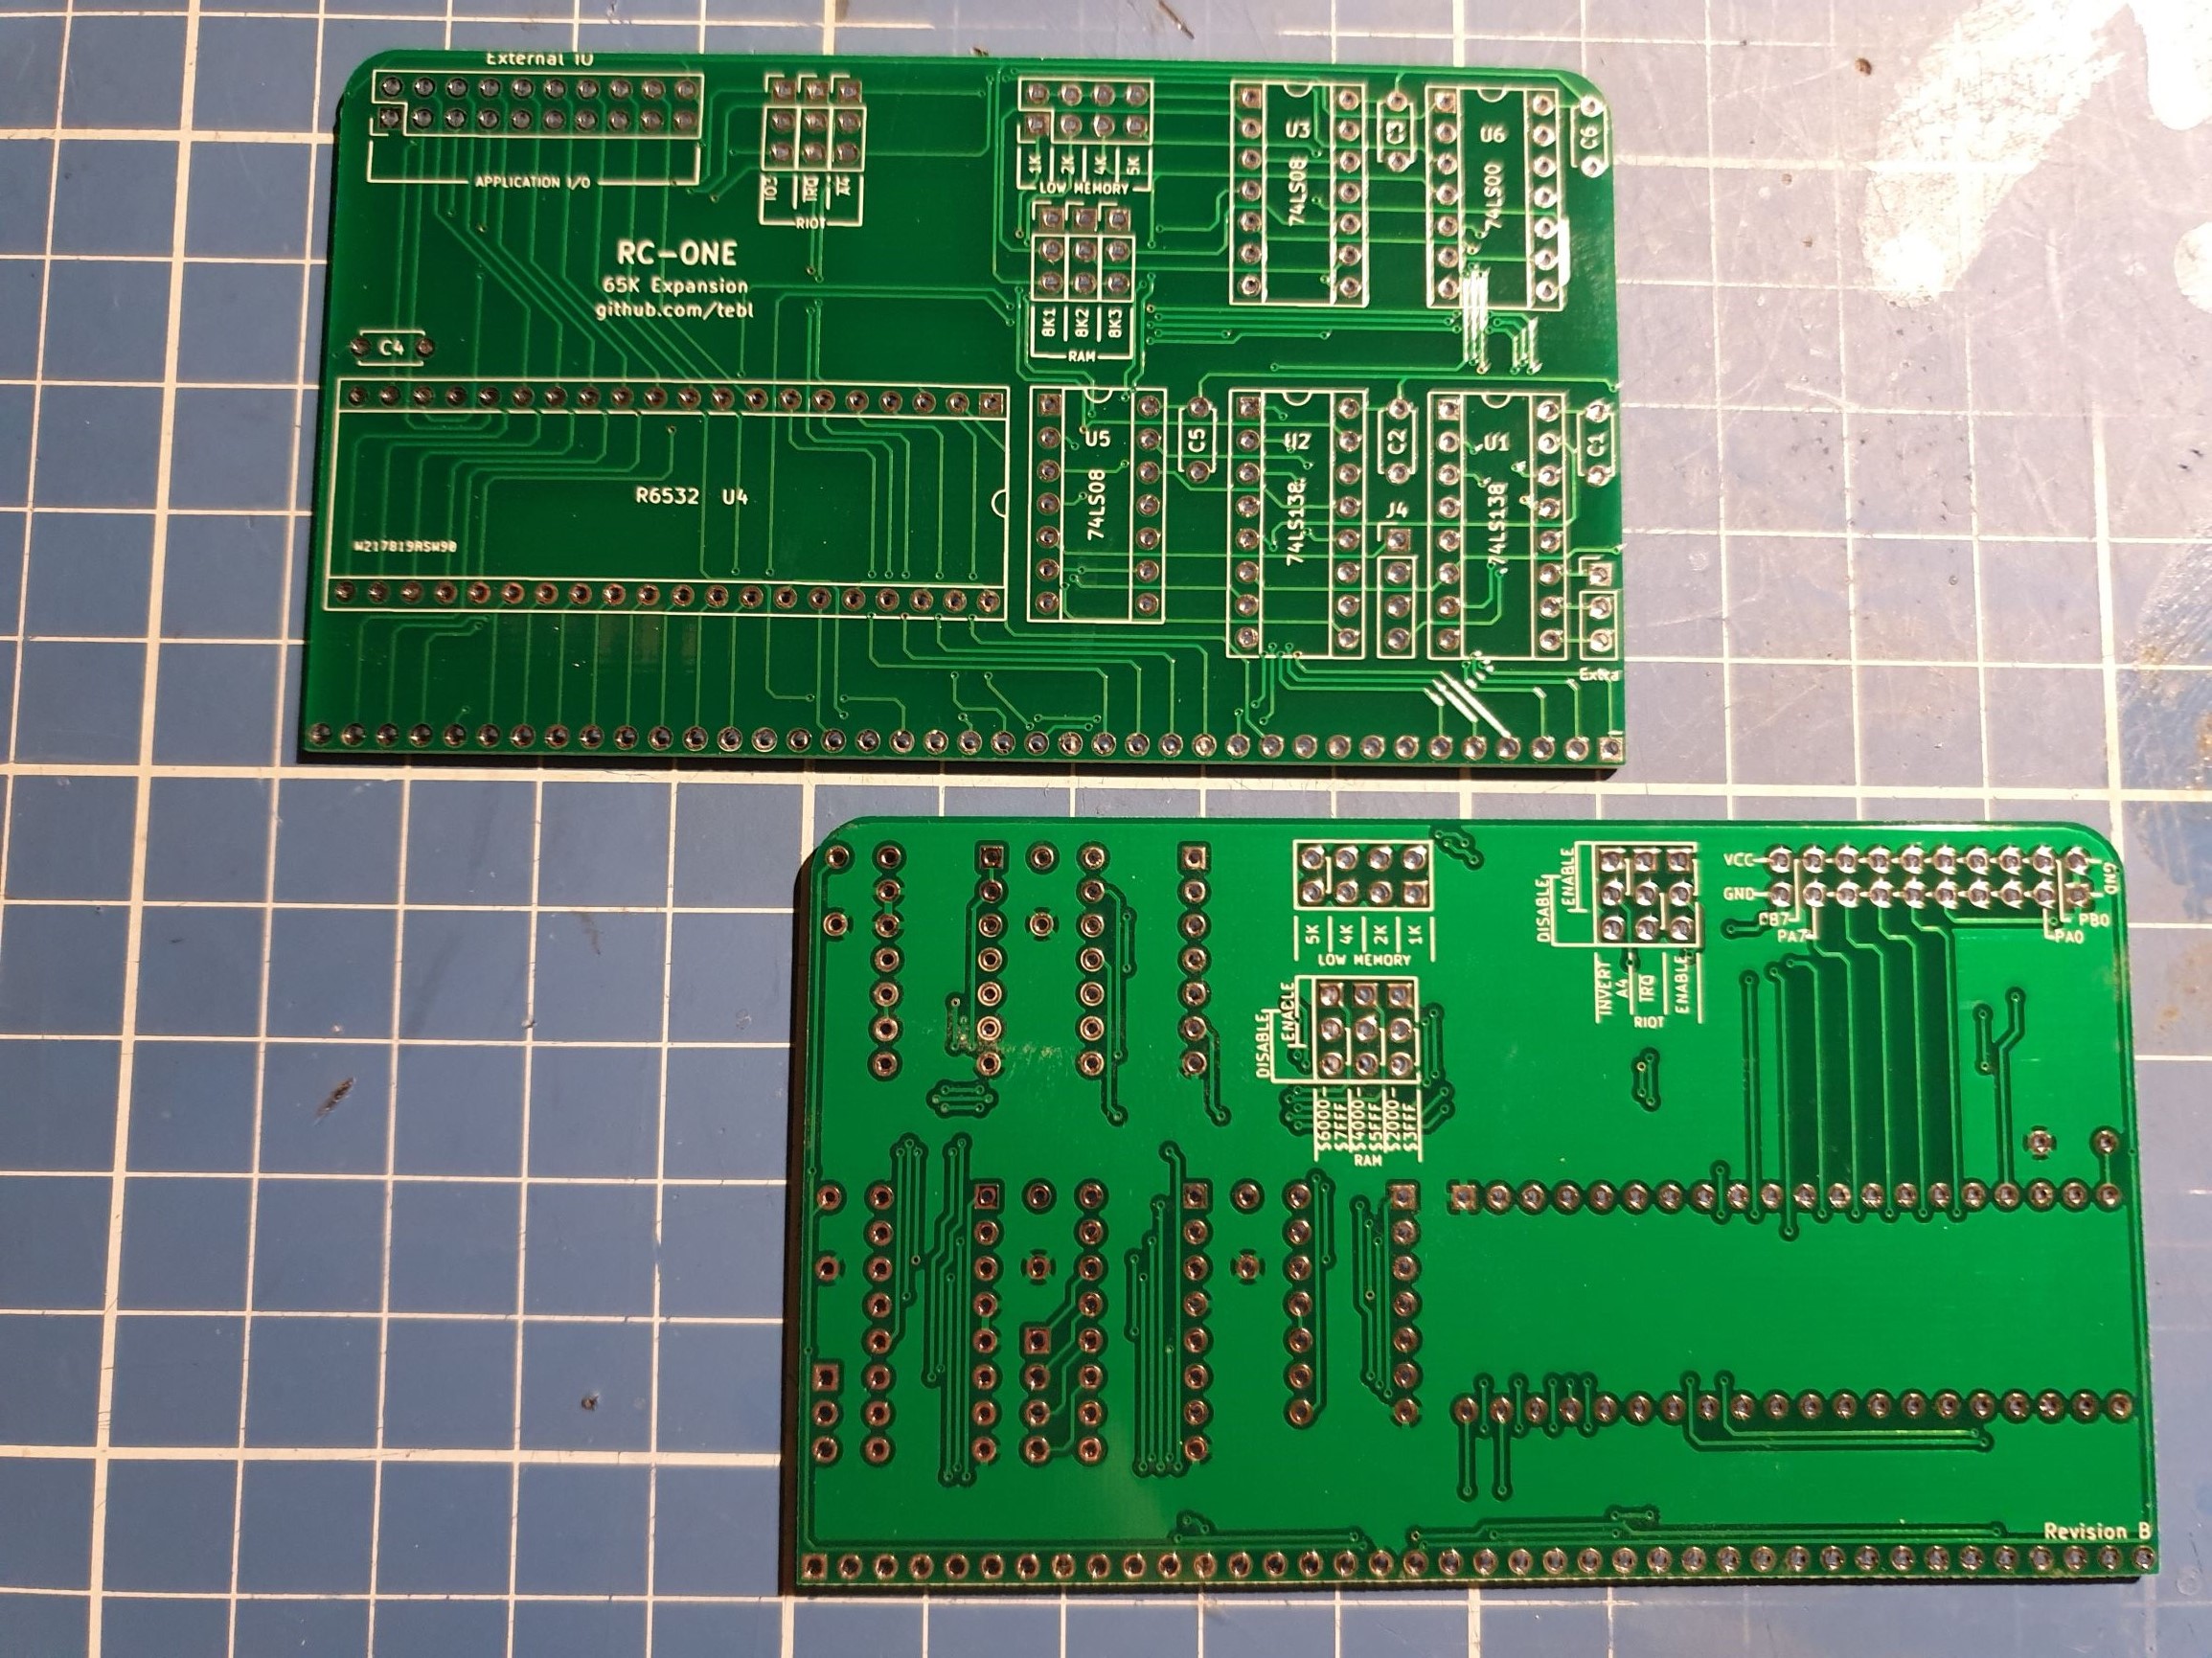 External IO
APPLICATION I/O
IRQ
A4
RIOT
1K
2K
4K
5K
LOW MEMORY
U3
74LS08
C3
U6
74LS00
C6
RC-ONE
65K Expansion
github.com/tebl
8K1
8K2
8K3
RAM
C4
R6532 U4
U5
74LS08
C5
U2
74LS138
C2
J4
U1
74LS138
C1
Extra
5K
4K
2K
1K
LOW MEMORY
DISABLE
ENABLE
INVERT
A4
IRQ
ENABLE
RIOT
VCC
GND
GND
PB7
PA7
PB0
PA0
DISABLE
ENABLE
$6000-
$7FFF
$4000-
$5FFF
$2000-
$3FFF
RAM
Revision B